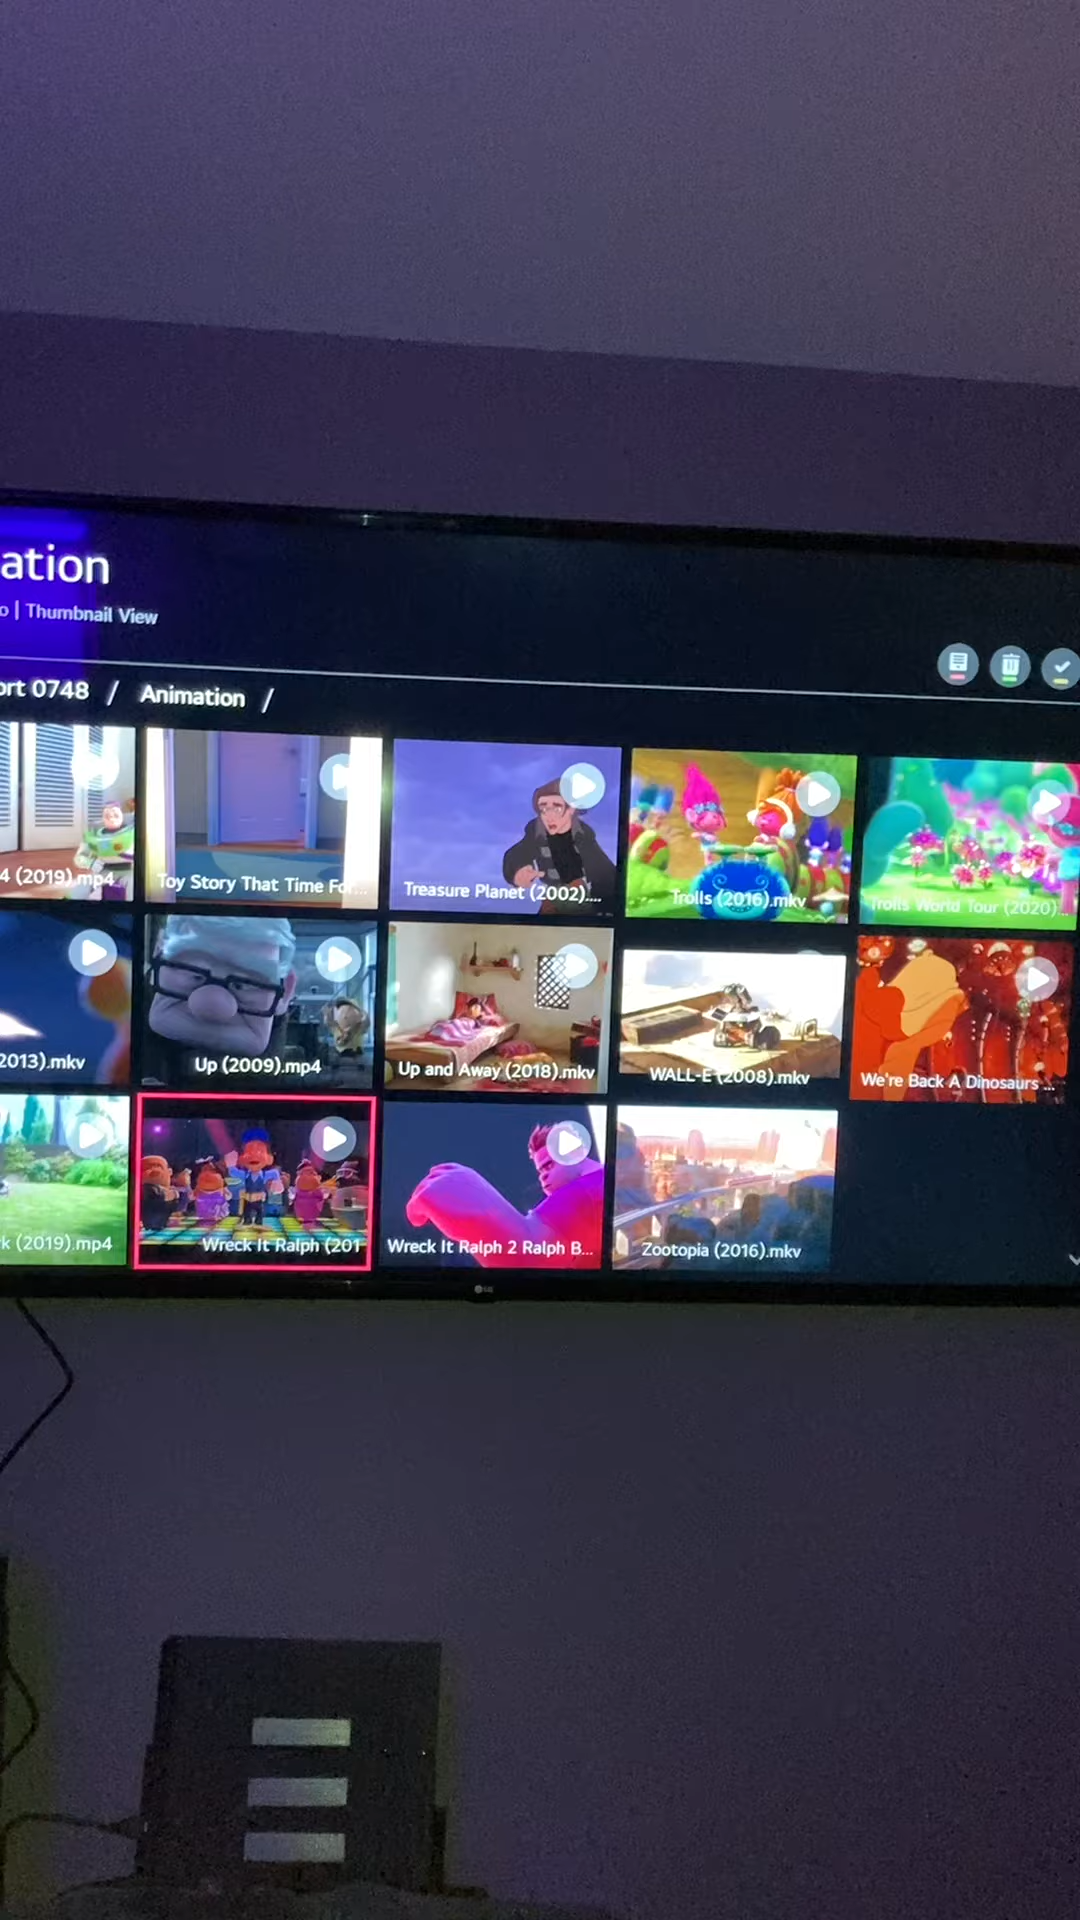 ation
o | Thumbnail View
ort 0748 / Animation /
4 (2019).mp4
Toy Story That Time For...
Treasure Planet (2002)....
Trolls (2016).mkv
Trolls World Tour (2020)...
2013).mkv
Up (2009).mp4
Up and Away (2018).mkv
WALL-E (2008).mkv
We're Back A Dinosaurs ...
k (2019).mp4
Wreck It Ralph (201
Wreck It Ralph 2 Ralph B...
Zootopia (2016).mkv
LG